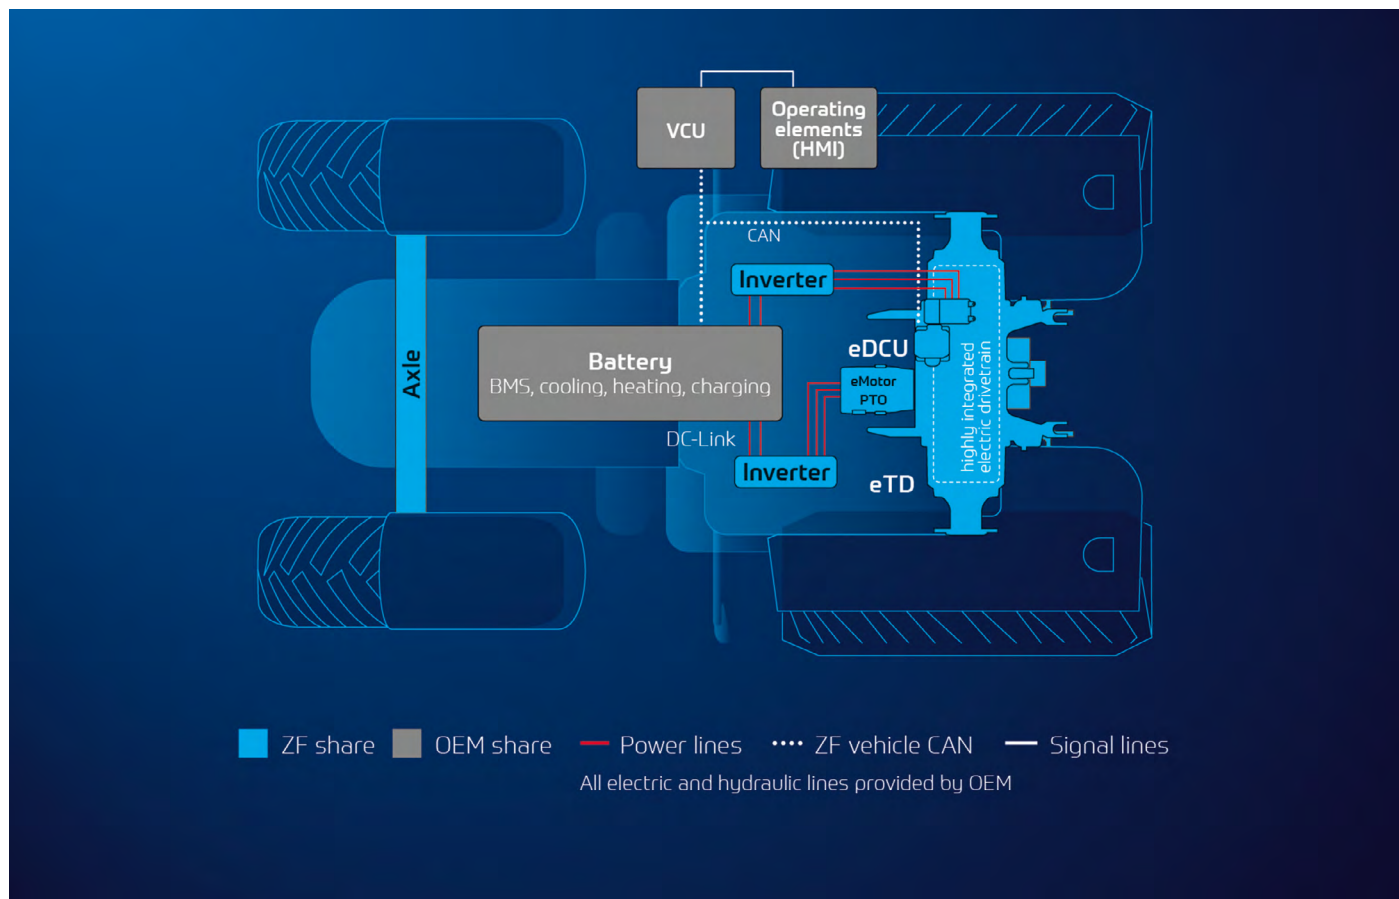 VCU
Operating
elements
(HMI)
CAN
Inverter
Axle
Battery
BMS, cooling, heating, charging
eDCU
eMotor
PTO
highly integrated
electric drivetrain
DC-Link
Inverter
eTD
ZF share
OEM share
Power lines
ZF vehicle CAN
Signal lines
All electric and hydraulic lines provided by OEM